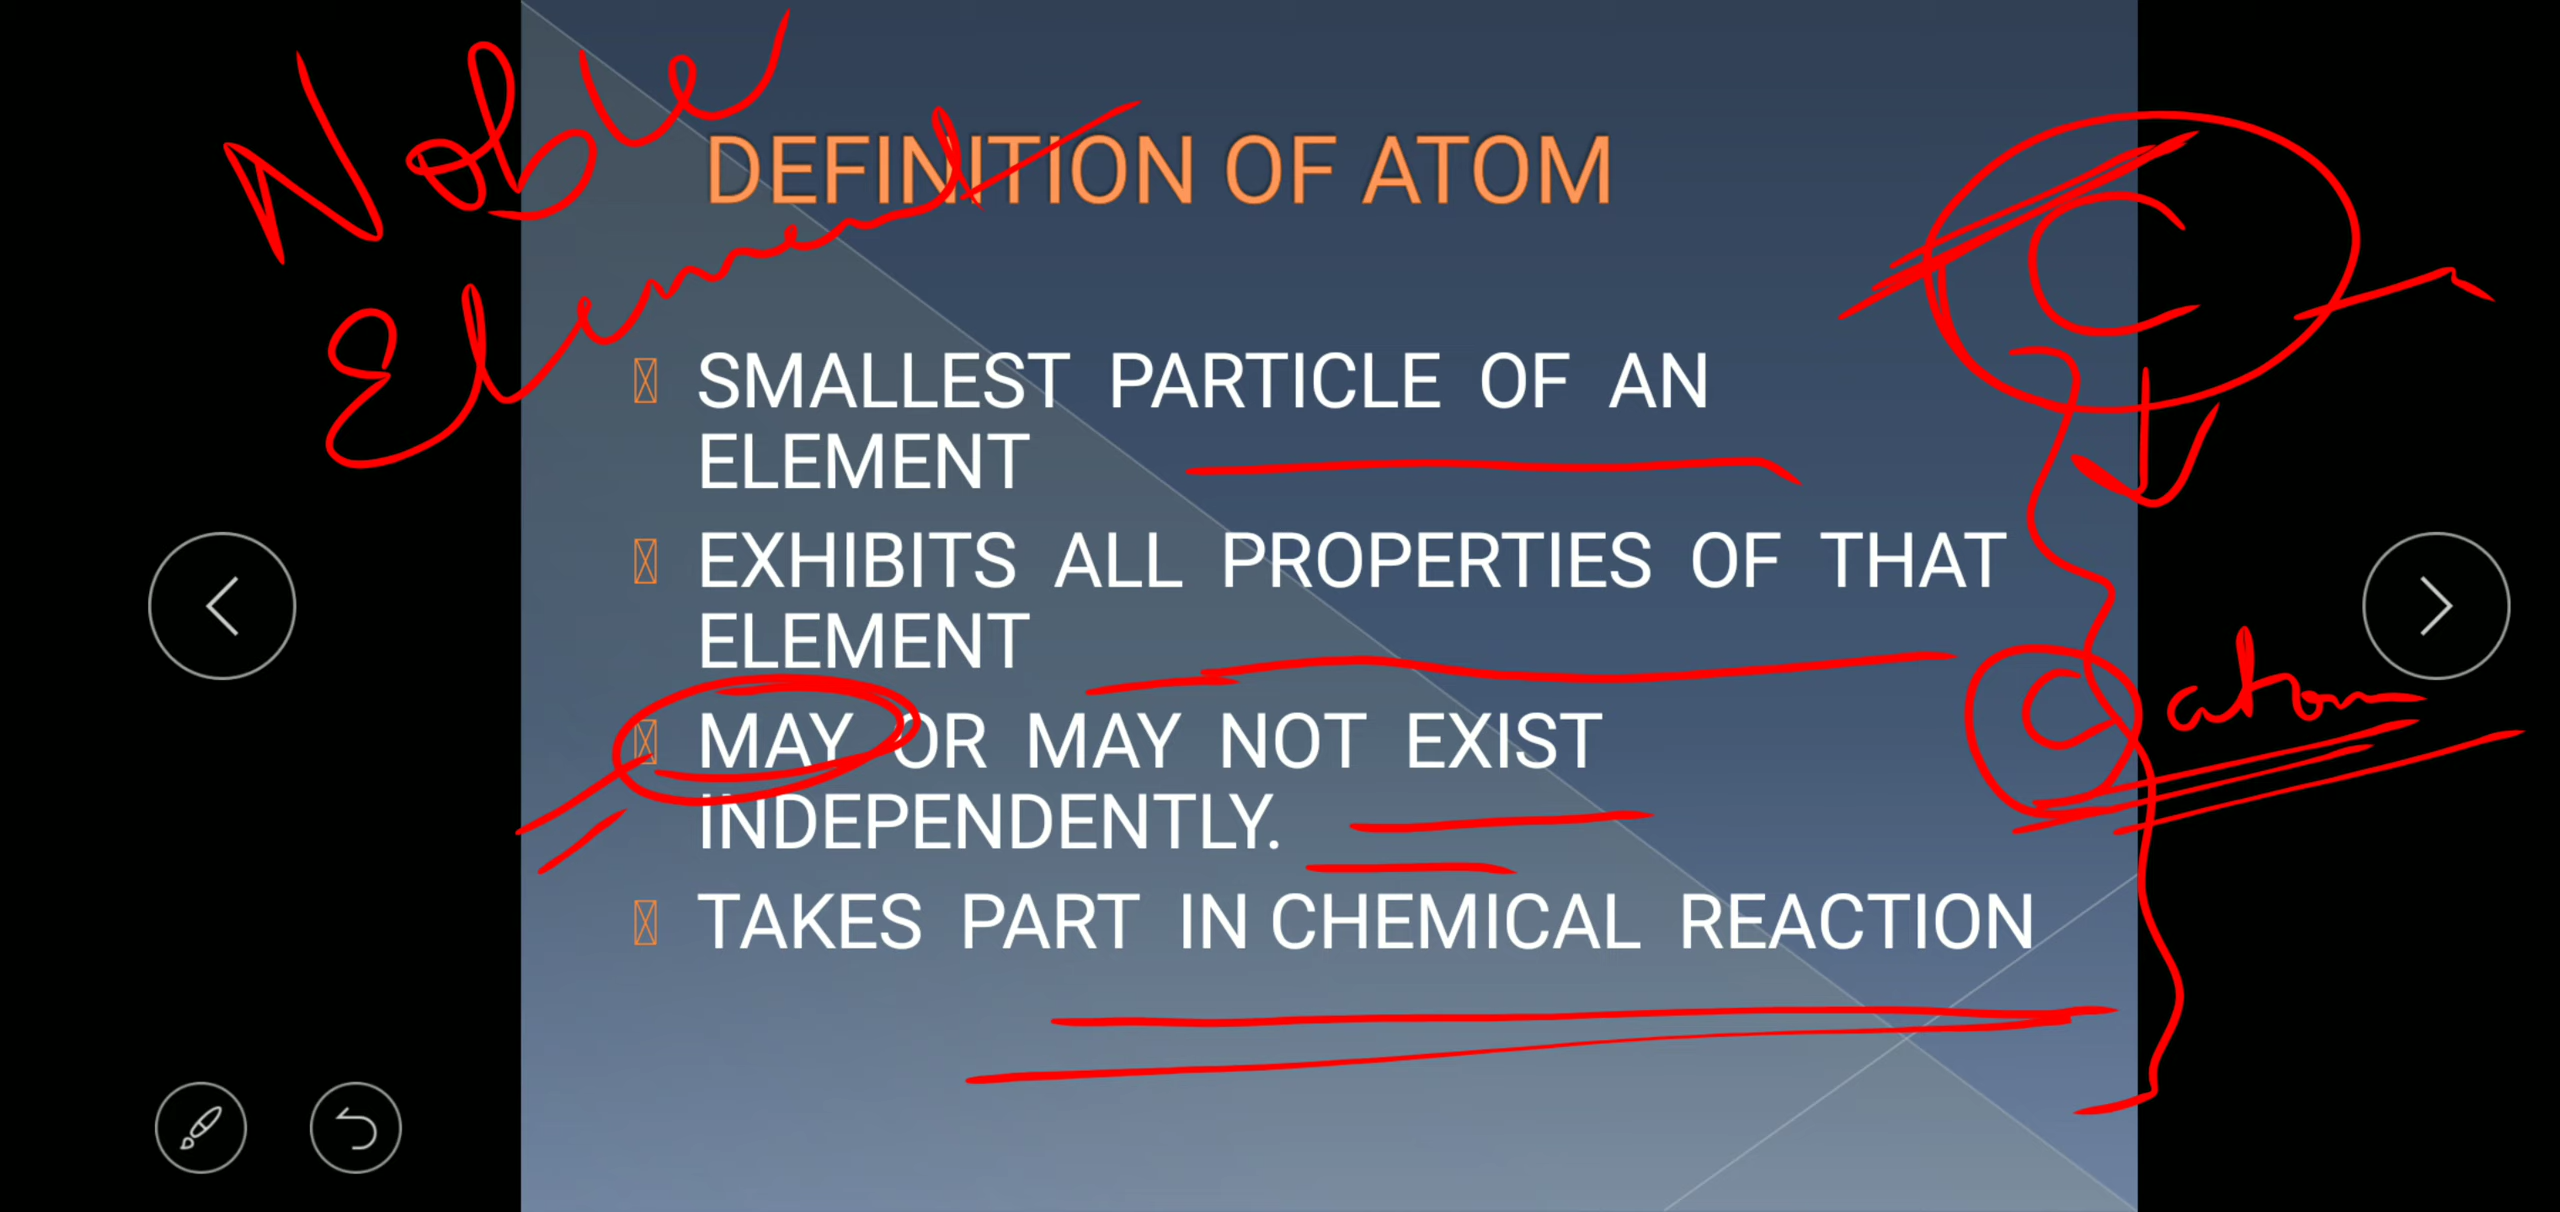 Noble
Element
DEFINITION OF ATOM
SMALLEST PARTICLE OF AN
ELEMENT
EXHIBITS ALL PROPERTIES OF THAT
ELEMENT
MAY OR MAY NOT EXIST
INDEPENDENTLY.
TAKES PART IN CHEMICAL REACTION
C
C
atom